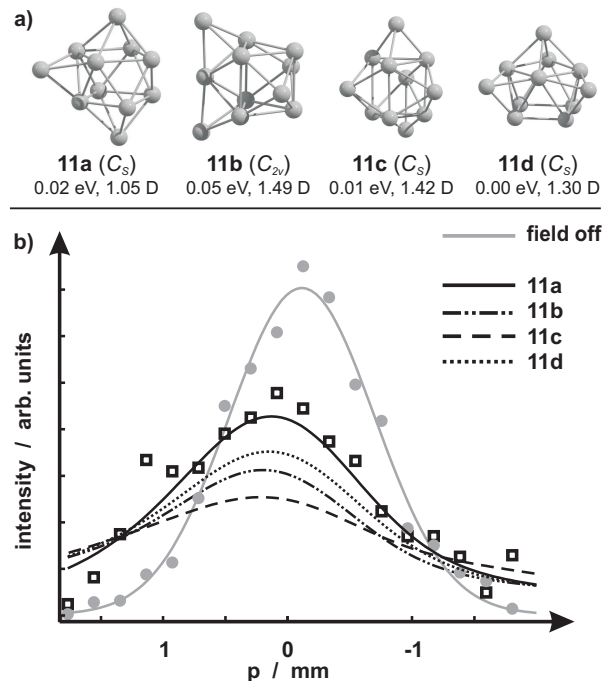 a)
11a (Cs) 11b (C2v) 11c (Cs) 11d (Cs)
0.02 eV, 1.05 D 0.05 eV, 1.49 D 0.01 eV, 1.42 D 0.00 eV, 1.30 D
b)
field off
11a
11b
11c
11d
intensity / arb. units
1 0 -1
p / mm